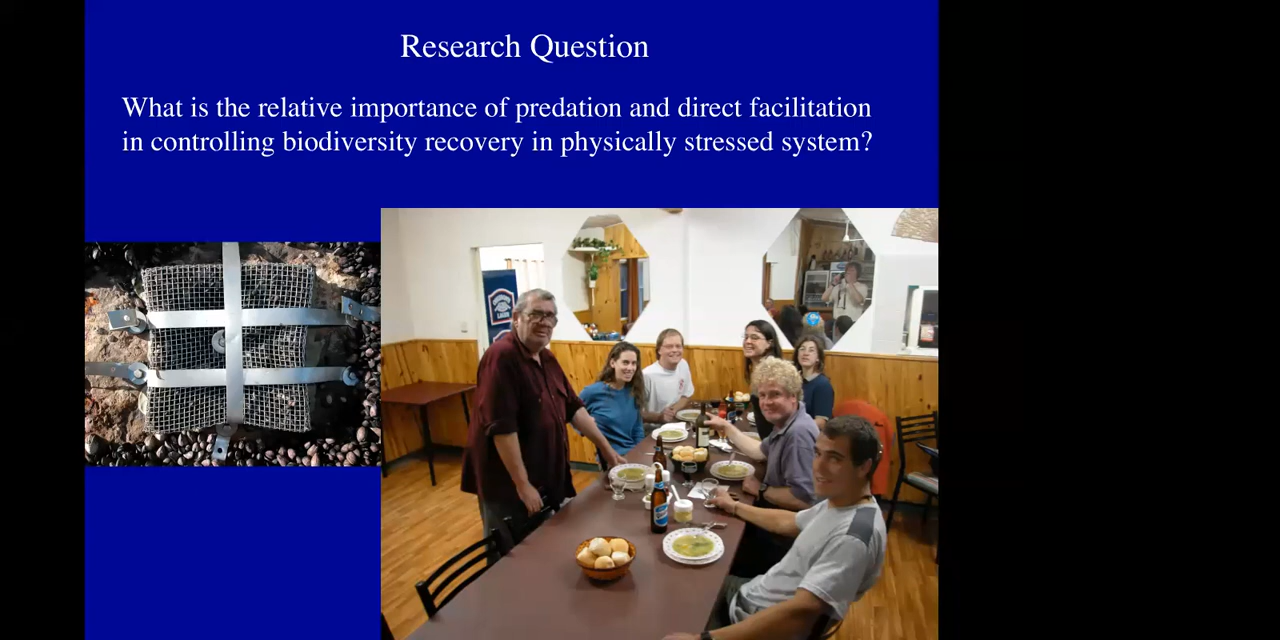 Research Question
What is the relative importance of predation and direct facilitation
in controlling biodiversity recovery in physically stressed system?